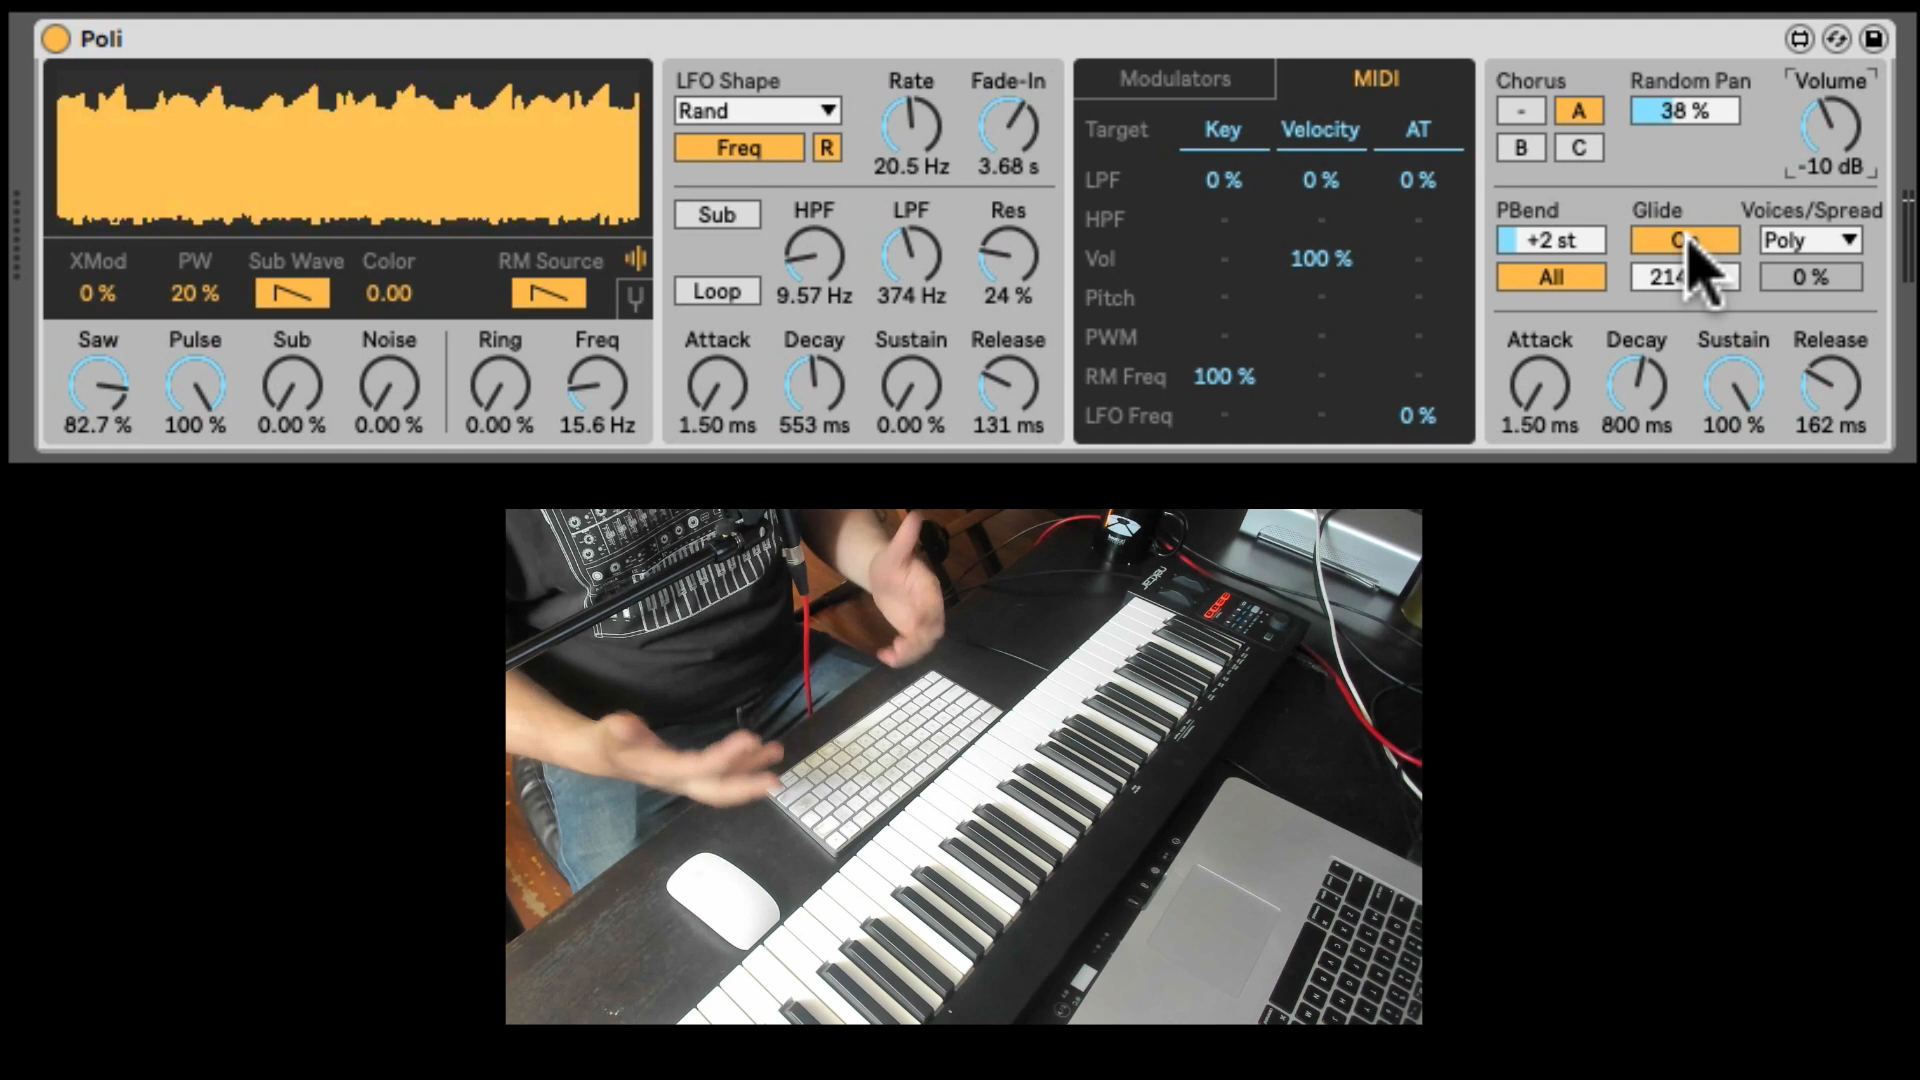 Poli
XMod PW Sub Wave Color RM Source
0 % 20 % 0.00
Saw Pulse Sub Noise Ring Freq
82.7 % 100 % 0.00 % 0.00 % 0.00 % 15.6 Hz
LFO Shape Rate Fade-In
Rand
Freq R
20.5 Hz 3.68 s
Sub HPF LPF Res
Loop 9.57 Hz 374 Hz 24 %
Attack Decay Sustain Release
1.50 ms 553 ms 0.00 % 131 ms
Modulators MIDI
Target Key Velocity AT
LPF 0 % 0 % 0 %
HPF - - -
Vol - 100 % -
Pitch - - -
PWM - - -
RM Freq 100 % - -
LFO Freq - - 0 %
Chorus Random Pan Volume
- A 38 %
B C -10 dB
PBend Glide Voices/Spread
+2 st Poly
All 214 0 %
Attack Decay Sustain Release
1.50 ms 800 ms 100 % 162 ms
nektar